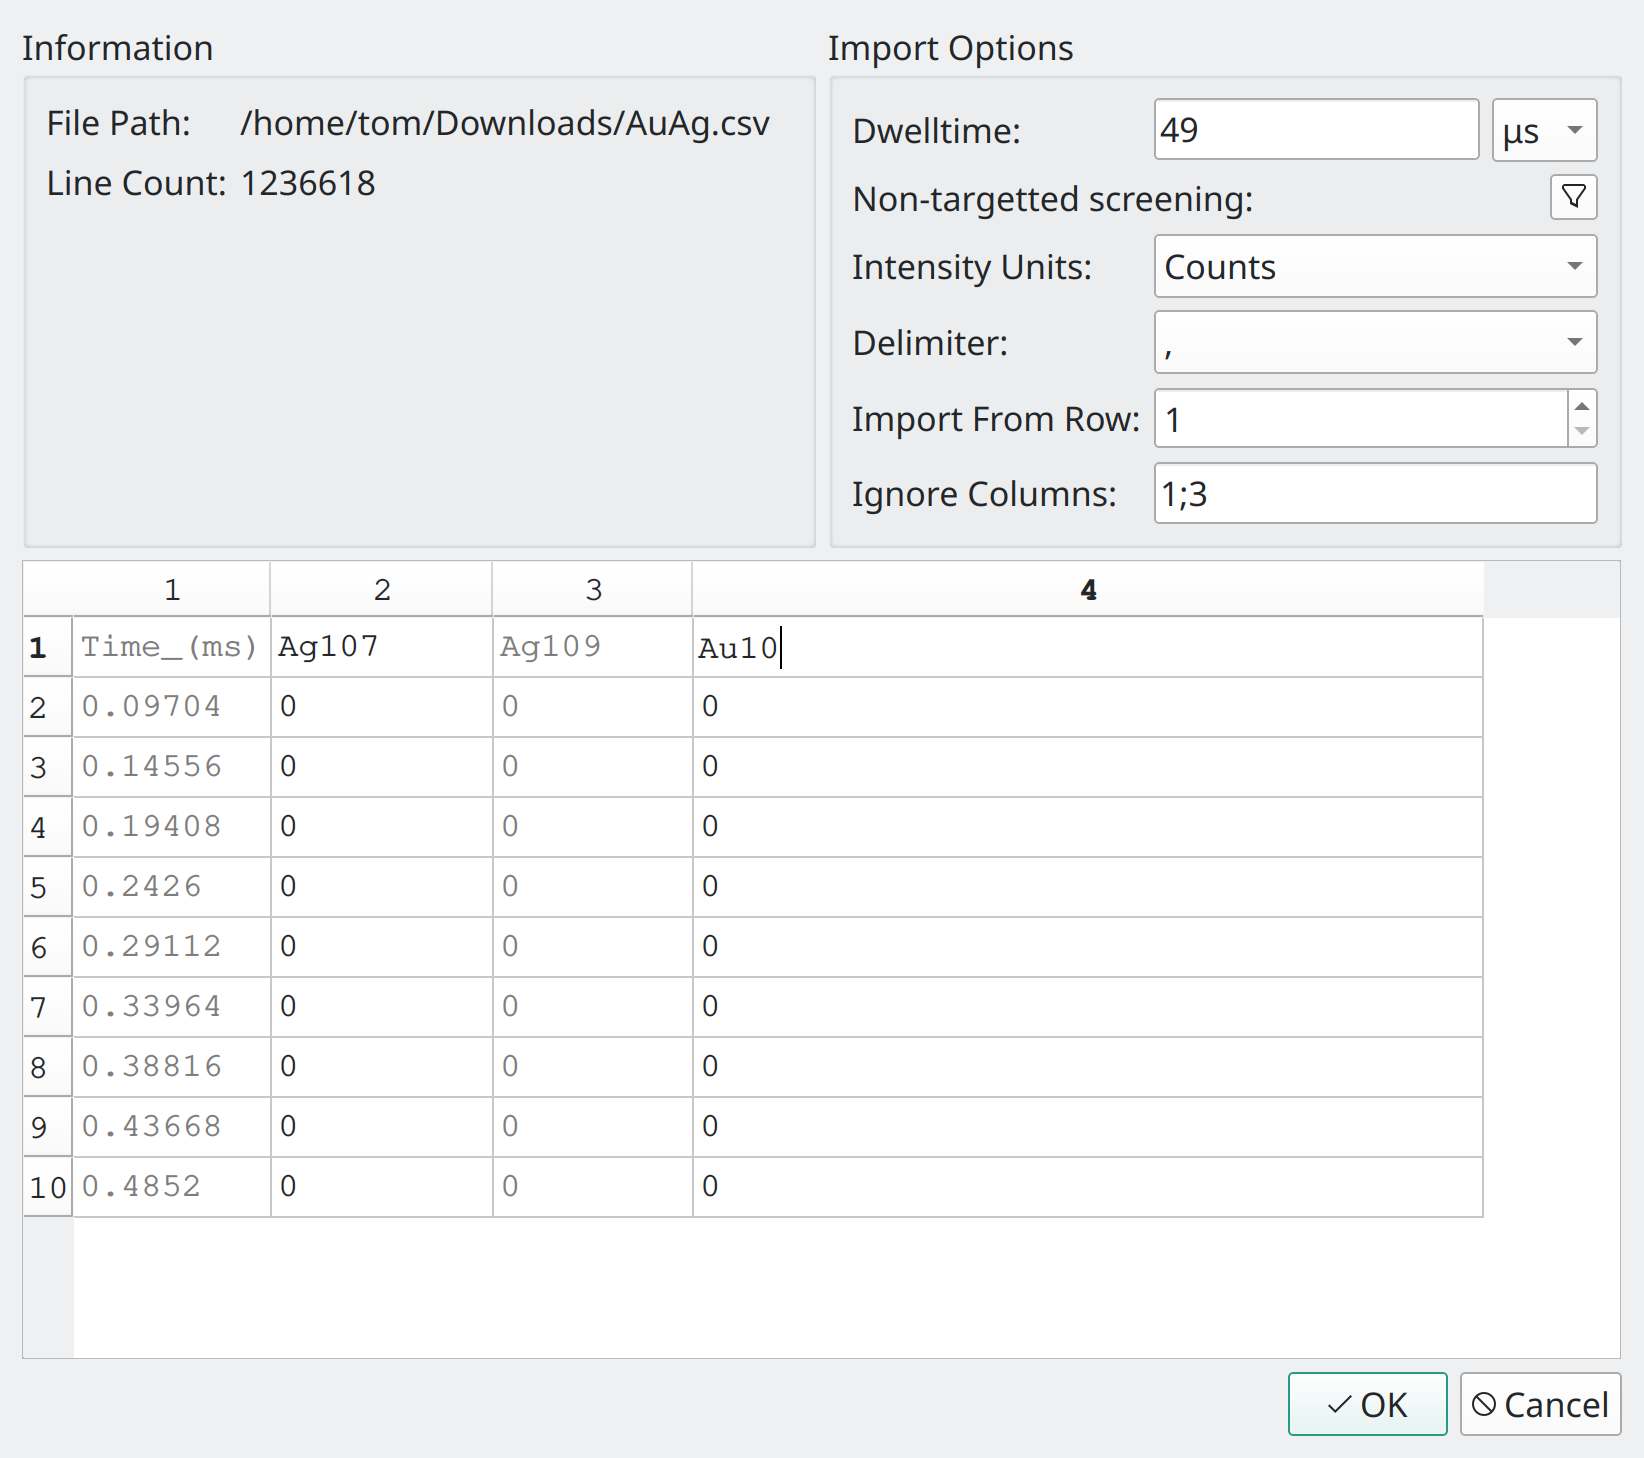 Information
File Path: /home/tom/Downloads/AuAg.csv
Line Count: 1236618
Import Options
Dwelltime: 49 µs
Non-targetted screening:
Intensity Units: Counts
Delimiter: ,
Import From Row: 1
Ignore Columns: 1;3
1 2 3 4
1 Time_(ms) Ag107 Ag109 Au10
2 0.09704 0 0 0
3 0.14556 0 0 0
4 0.19408 0 0 0
5 0.2426 0 0 0
6 0.29112 0 0 0
7 0.33964 0 0 0
8 0.38816 0 0 0
9 0.43668 0 0 0
10 0.4852 0 0 0
OK Cancel